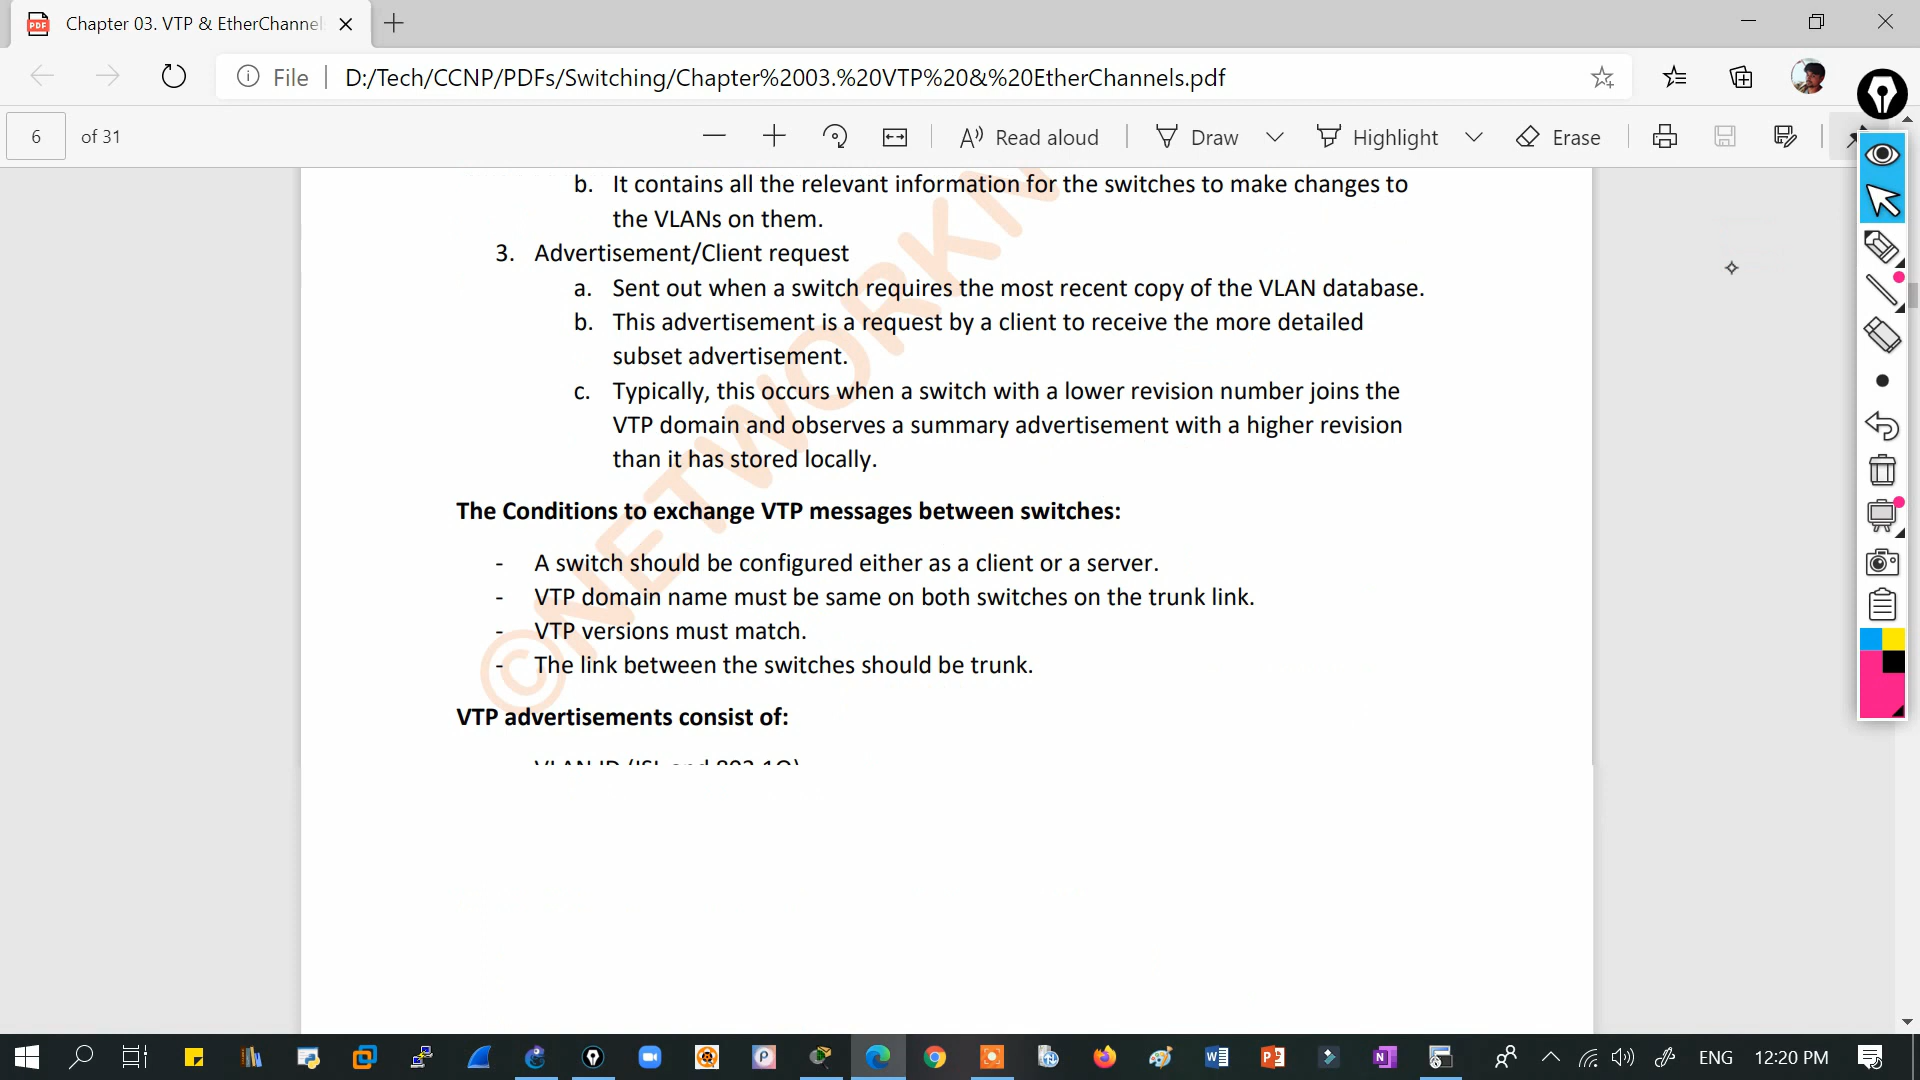 Chapter 03. VTP & EtherChannel
File
D:/Tech/CCNP/PDFs/Switching/Chapter%2003.%20VTP%20&%20EtherChannels.pdf
6 of 31
Read aloud
Draw
Highlight
Erase
b. It contains all the relevant information for the switches to make changes to
the VLANs on them.
3. Advertisement/Client request
a. Sent out when a switch requires the most recent copy of the VLAN database.
b. This advertisement is a request by a client to receive the more detailed
subset advertisement.
c. Typically, this occurs when a switch with a lower revision number joins the
VTP domain and observes a summary advertisement with a higher revision
than it has stored locally.
The Conditions to exchange VTP messages between switches:
- A switch should be configured either as a client or a server.
- VTP domain name must be same on both switches on the trunk link.
- VTP versions must match.
- The link between the switches should be trunk.
VTP advertisements consist of:
©NETWORKN
ENG
12:20 PM